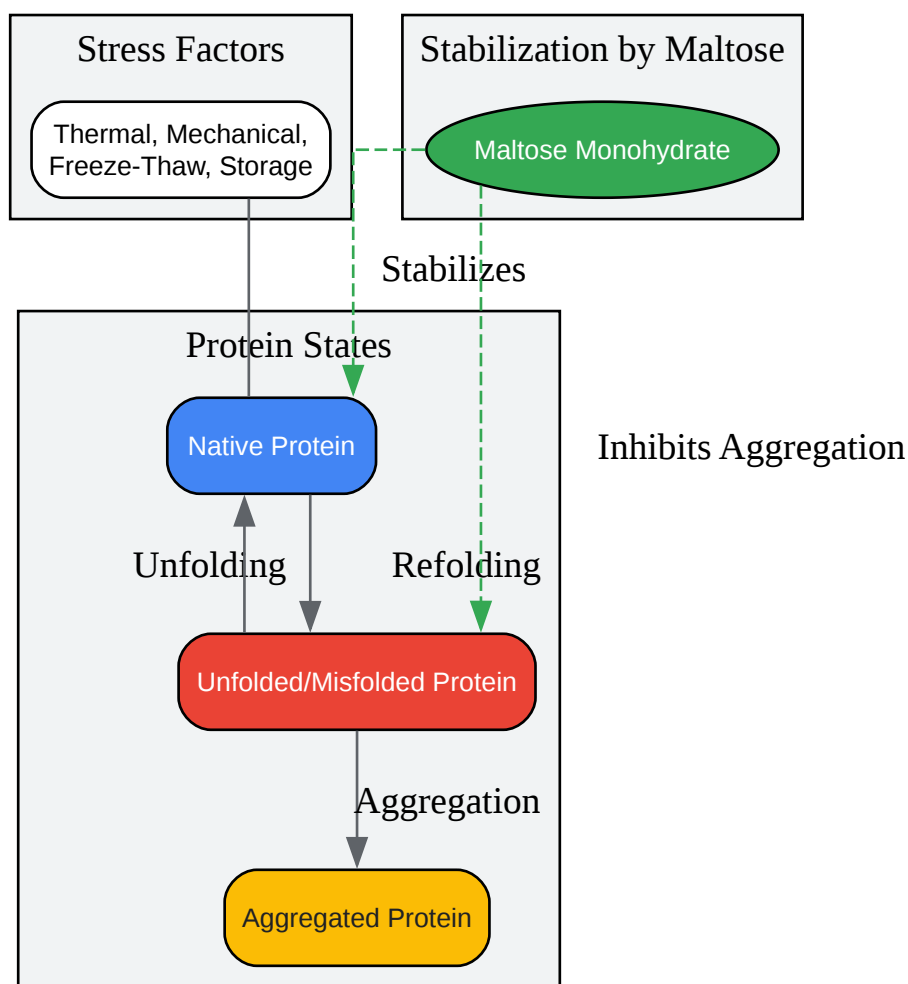 Stress Factors
Thermal, Mechanical,
Freeze-Thaw, Storage
Stabilization by Maltose
Maltose Monohydrate
Stabilizes
Protein States
Native Protein
Inhibits Aggregation
Unfolding
Refolding
Unfolded/Misfolded Protein
Aggregation
Aggregated Protein